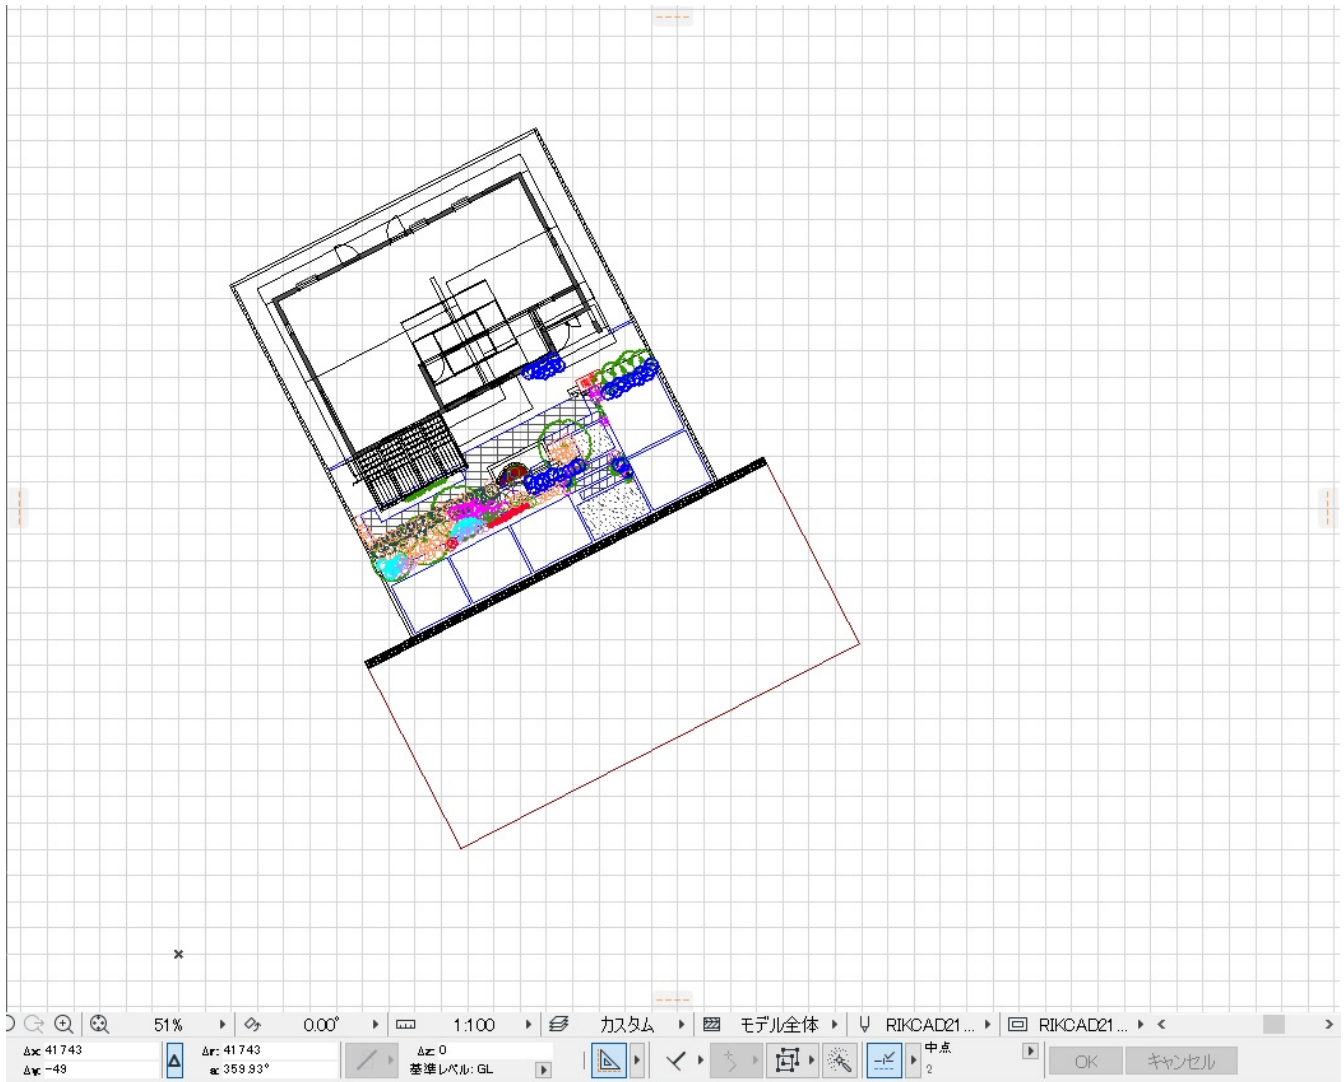 51% 0.00° 1:100 カスタム モデル全体 RIKCAD21... RIKCAD21...
Δx: 41743 Δr: 41743 Δz: 0 中点
Δy: -49 a: 359.93° 基準レベル: GL 2 OK キャンセル